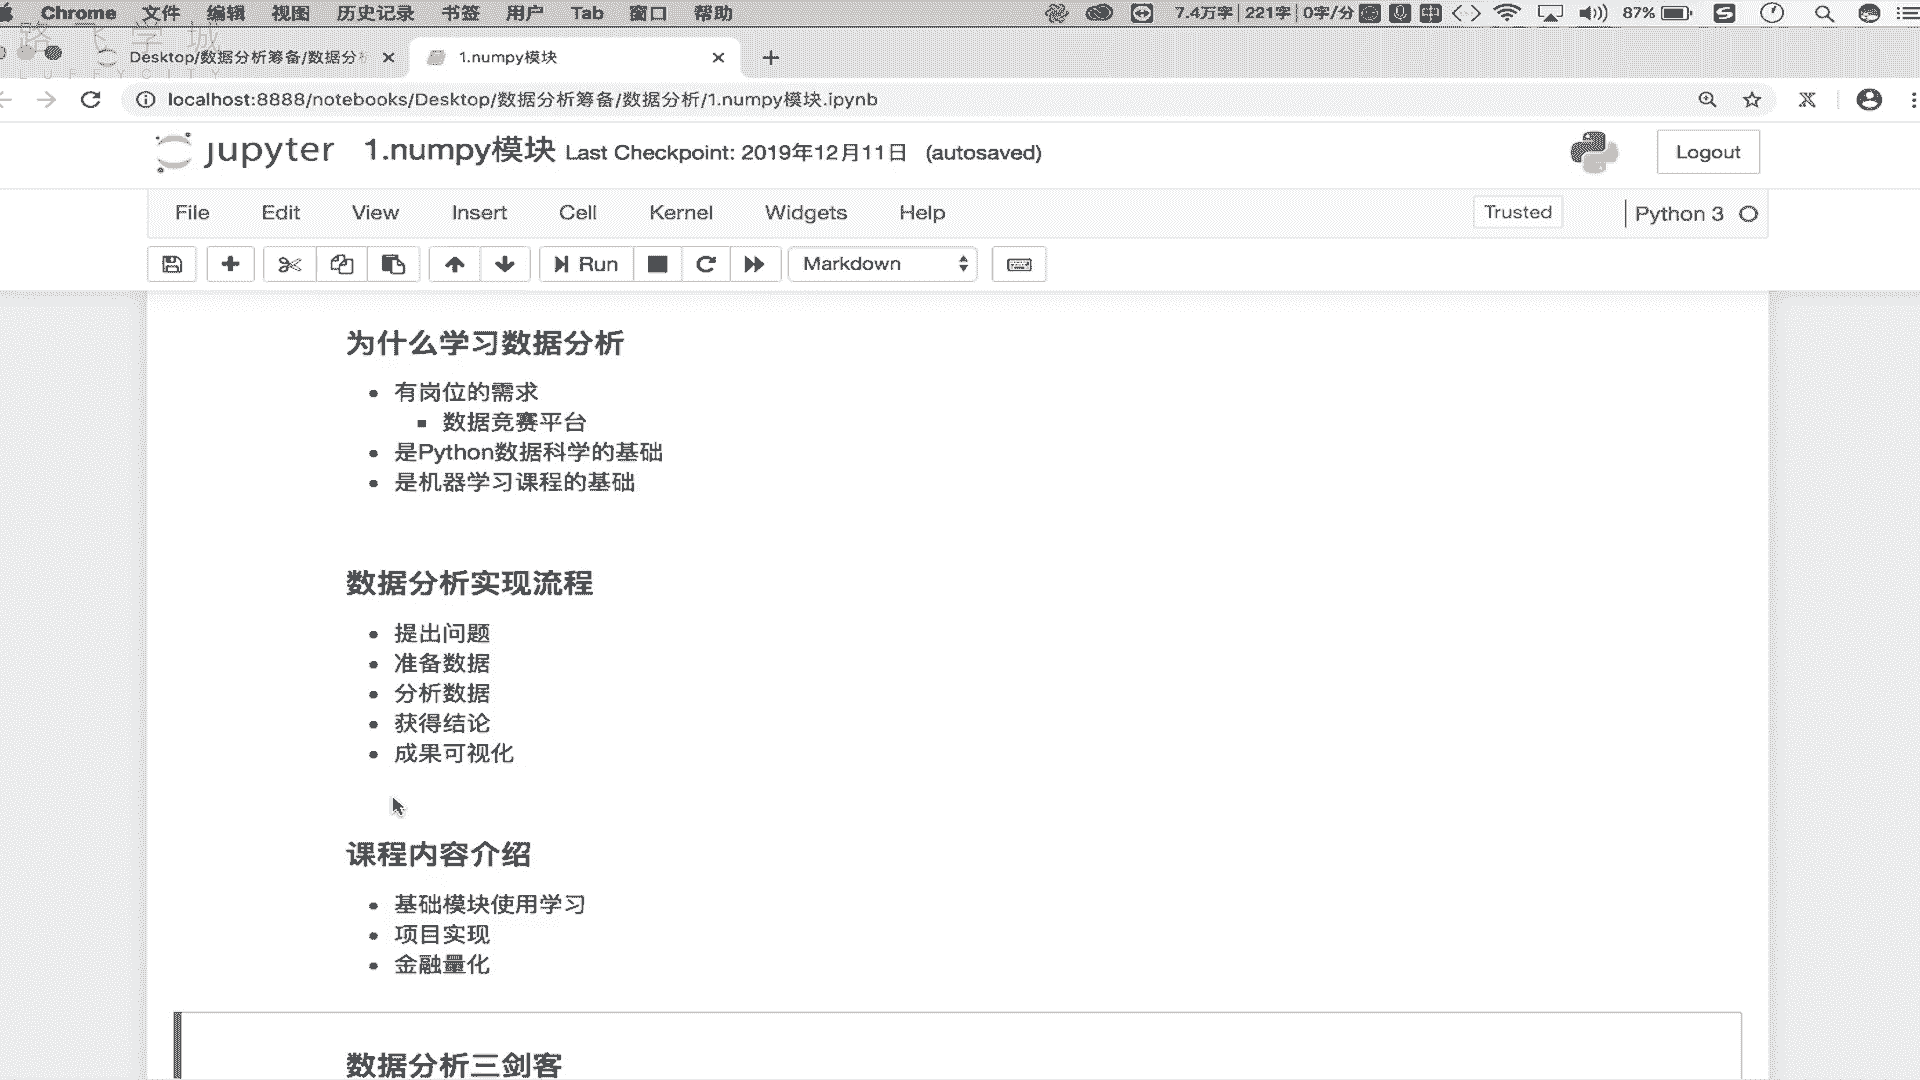 Chrome 文件 编辑 视图 历史记录 书签 用户 Tab 窗口 帮助 7.4万字 221字 0字/分 中 87%
路飞学城
LUFFYCITY
Desktop/数据分析筹备/数据分析 1.numpy模块
localhost:8888/notebooks/Desktop/数据分析筹备/数据分析/1.numpy模块.ipynb
jupyter 1.numpy模块 Last Checkpoint: 2019年12月11日 (autosaved) Logout
File Edit View Insert Cell Kernel Widgets Help Trusted Python 3
Run Markdown
为什么学习数据分析
有岗位的需求
数据竞赛平台
是Python数据科学的基础
是机器学习课程的基础
数据分析实现流程
提出问题
准备数据
分析数据
获得结论
成果可视化
课程内容介绍
基础模块使用学习
项目实现
金融量化
数据分析三剑客